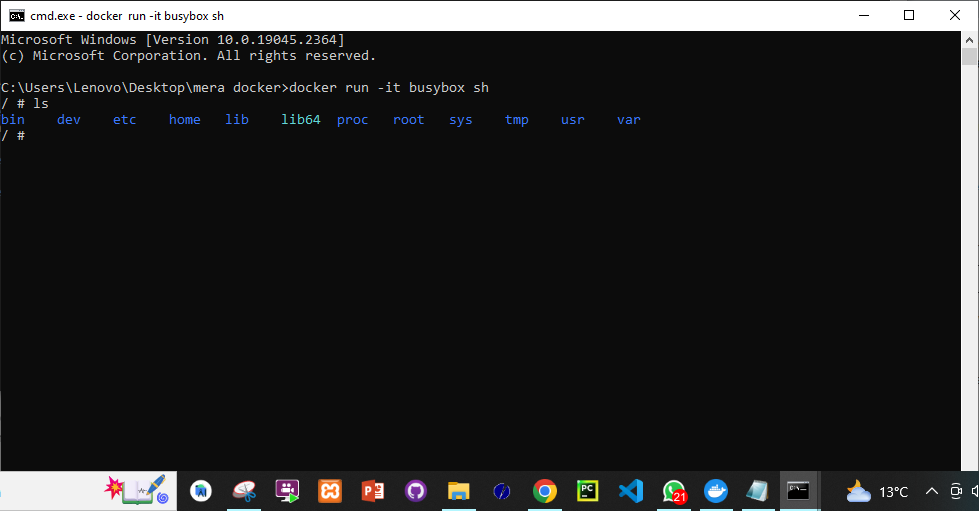 cmd.exe - docker run -it busybox sh
Microsoft Windows [Version 10.0.19045.2364]
(c) Microsoft Corporation. All rights reserved.
C:\Users\Lenovo\Desktop\mera docker>docker run -it busybox sh
/ # ls
bin dev etc home lib lib64 proc root sys tmp usr var
/ #
PC 21 13°C